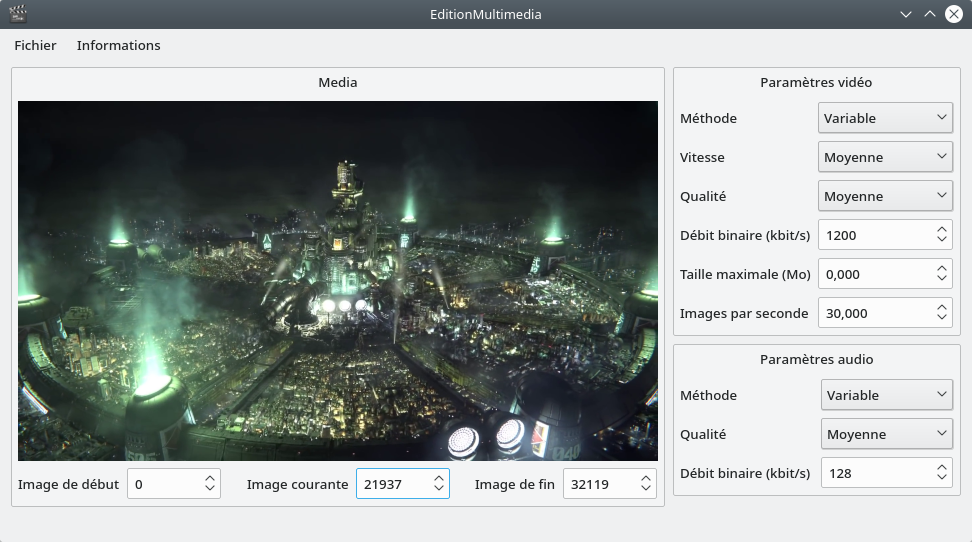 EditionMultimedia
Fichier Informations
Media
Image de début 0 Image courante 21937 Image de fin 32119
Paramètres vidéo
Méthode Variable
Vitesse Moyenne
Qualité Moyenne
Débit binaire (kbit/s) 1200
Taille maximale (Mo) 0,000
Images par seconde 30,000
Paramètres audio
Méthode Variable
Qualité Moyenne
Débit binaire (kbit/s) 128